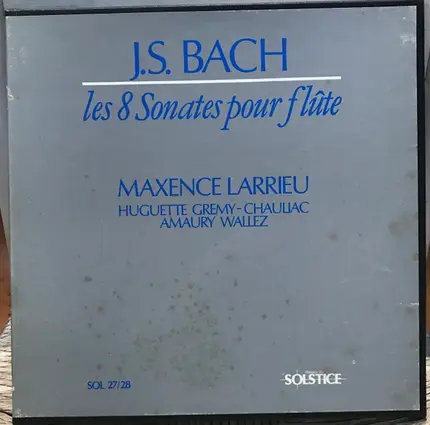 J.S. BACH
les 8 Sonates pour flûte
MAXENCE LARRIEU
HUGUETTE GREMY-CHAULIAC
AMAURY WALLEZ
SOL 27/28
SOLSTICE